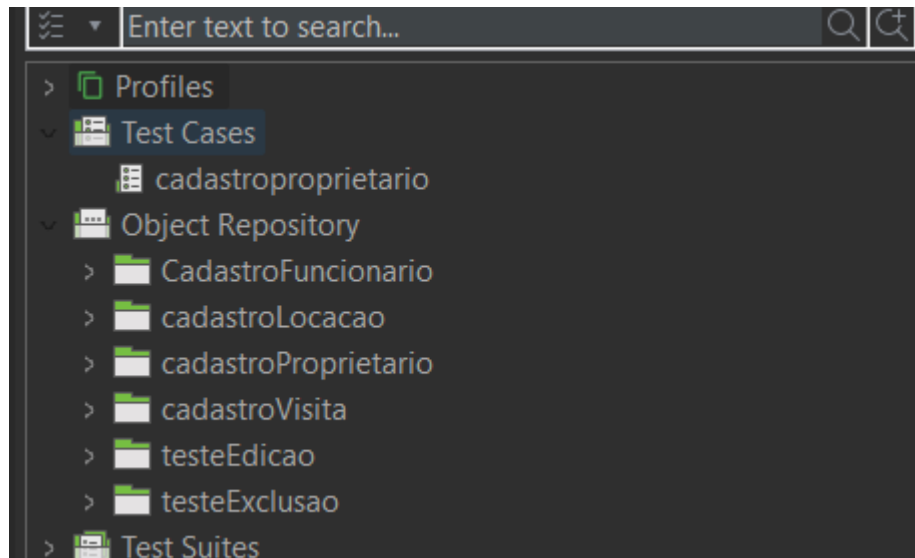 Enter text to search...
Profiles
Test Cases
cadastroproprietario
Object Repository
CadastroFuncionario
cadastroLocacao
cadastroProprietario
cadastroVisita
testeEdicao
testeExclusao
Test Suites